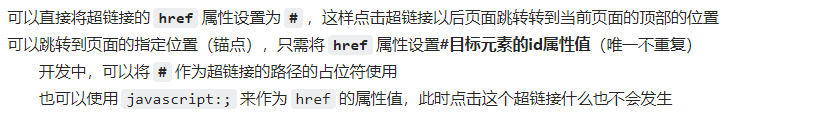 可以直接将超链接的 href 属性设置为 # ，这样点击超链接以后页面跳转转到当前页面的顶部的位置
可以跳转到页面的指定位置（锚点），只需将 href 属性设置#目标元素的id属性值（唯一不重复）
开发中，可以将 # 作为超链接的路径的占位符使用
也可以使用 javascript:; 来作为 href 的属性值，此时点击这个超链接什么也不会发生